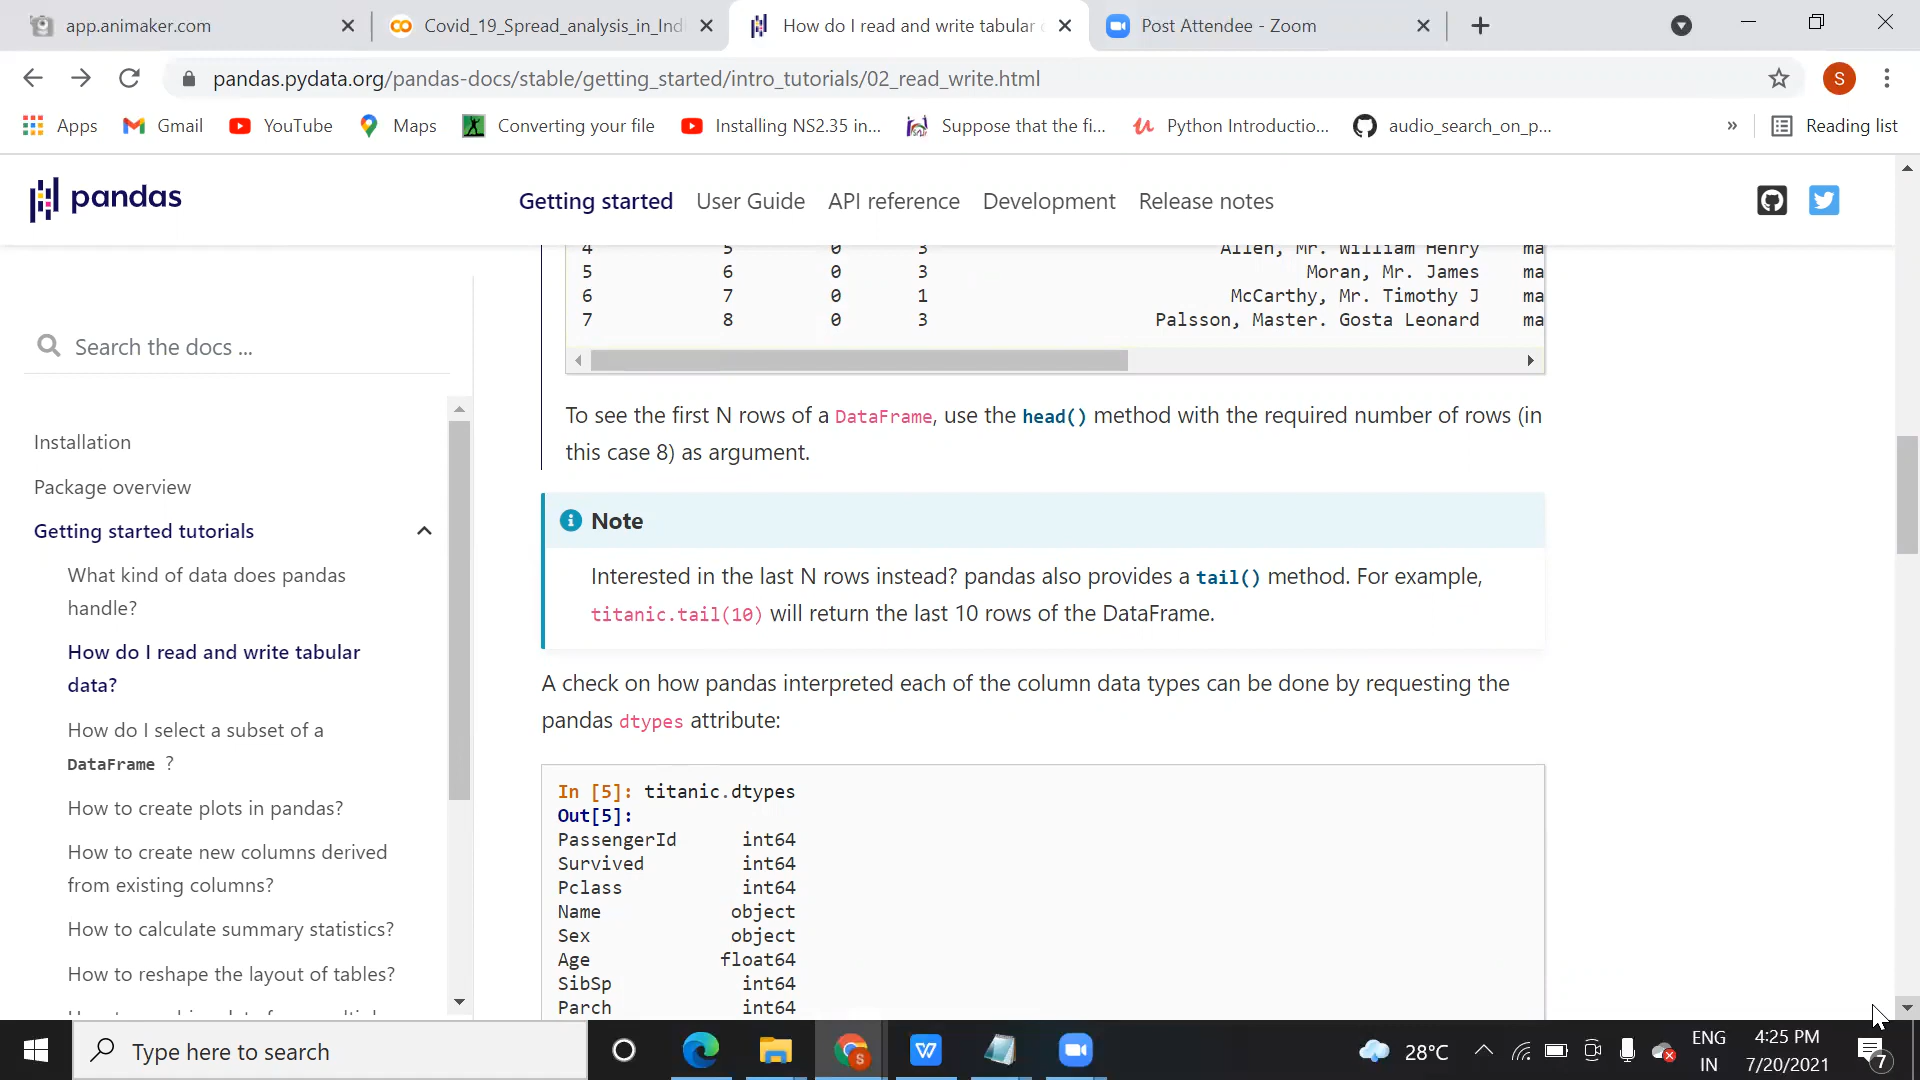 app.animaker.com
Covid_19_Spread_analysis_in_Ind
How do I read and write tabular
Post Attendee - Zoom
pandas.pydata.org/pandas-docs/stable/getting_started/intro_tutorials/02_read_write.html
S
Apps
Gmail
YouTube
Maps
Converting your file
Installing NS2.35 in...
Suppose that the fi...
Python Introductio...
audio_search_on_p...
»
Reading list
pandas
Getting started
User Guide
API reference
Development
Release notes
4 5 0 3 Allen, Mr. William Henry ma
5 6 0 3 Moran, Mr. James ma
6 7 0 1 McCarthy, Mr. Timothy J ma
7 8 0 3 Palsson, Master. Gosta Leonard ma
Search the docs ...
Installation
Package overview
Getting started tutorials
What kind of data does pandas
handle?
How do I read and write tabular
data?
How do I select a subset of a
DataFrame ?
How to create plots in pandas?
How to create new columns derived
from existing columns?
How to calculate summary statistics?
How to reshape the layout of tables?
To see the first N rows of a DataFrame, use the head() method with the required number of rows (in
this case 8) as argument.
Note
Interested in the last N rows instead? pandas also provides a tail() method. For example,
titanic.tail(10) will return the last 10 rows of the DataFrame.
A check on how pandas interpreted each of the column data types can be done by requesting the
pandas dtypes attribute:
In [5]: titanic.dtypes
Out[5]:
PassengerId int64
Survived int64
Pclass int64
Name object
Sex object
Age float64
SibSp int64
Parch int64
Type here to search
28°C
ENG
IN
4:25 PM
7/20/2021
7